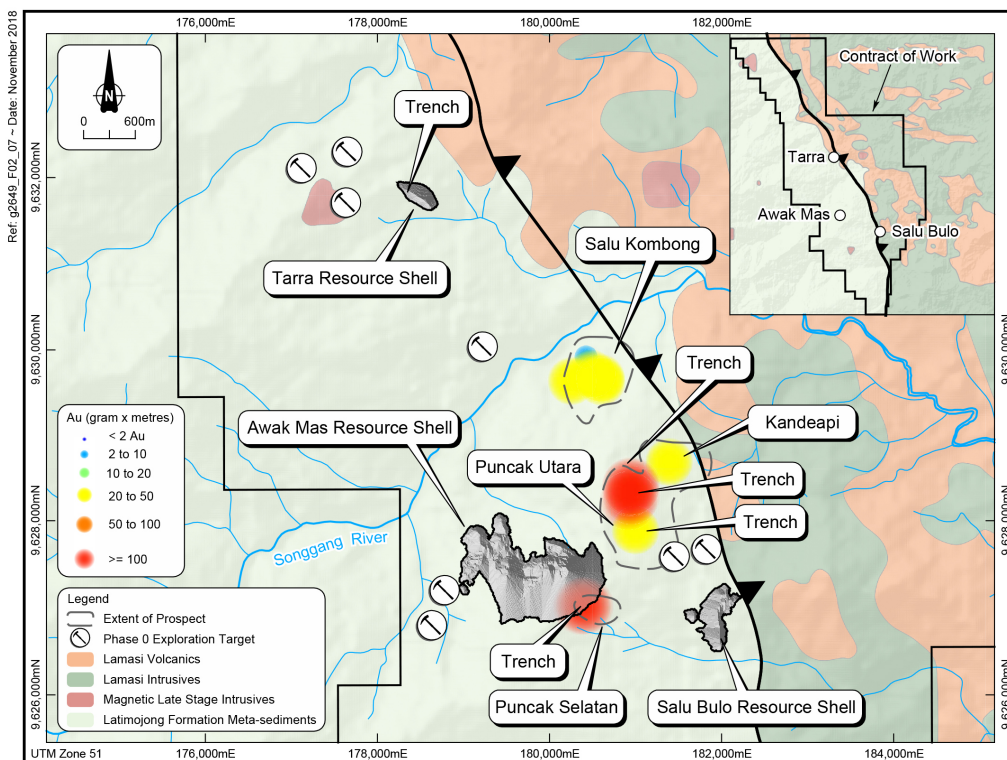 Ref: g2649_F02_07 ~ Date: November 2018
176,000mE
178,000mE
180,000mE
182,000mE
N
0 600m
Trench
Contract of Work
Tarra
Awak Mas
Salu Bulo
9,632,000mN
Salu Kombong
Tarra Resource Shell
9,630,000mN
9,630,000mN
Trench
Au (gram x metres)
< 2 Au
2 to 10
10 to 20
20 to 50
50 to 100
>= 100
Awak Mas Resource Shell
Kandeapi
Puncak Utara
Trench
Trench
9,628,000mN
9,628,000mN
Songgang River
Legend
Extent of Prospect
Phase 0 Exploration Target
Lamasi Volcanics
Lamasi Intrusives
Magnetic Late Stage Intrusives
Latimojong Formation Meta-sediments
Trench
Puncak Selatan
Salu Bulo Resource Shell
9,626,000mN
9,626,000mN
UTM Zone 51
176,000mE
178,000mE
180,000mE
182,000mE
184,000mE